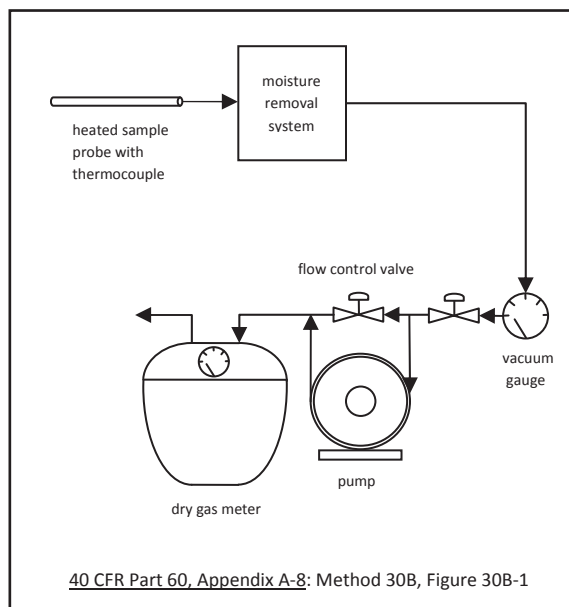 moisture
removal
system
heated sample
probe with
thermocouple
flow control valve
vacuum
gauge
pump
dry gas meter
40 CFR Part 60, Appendix A-8: Method 30B, Figure 30B-1